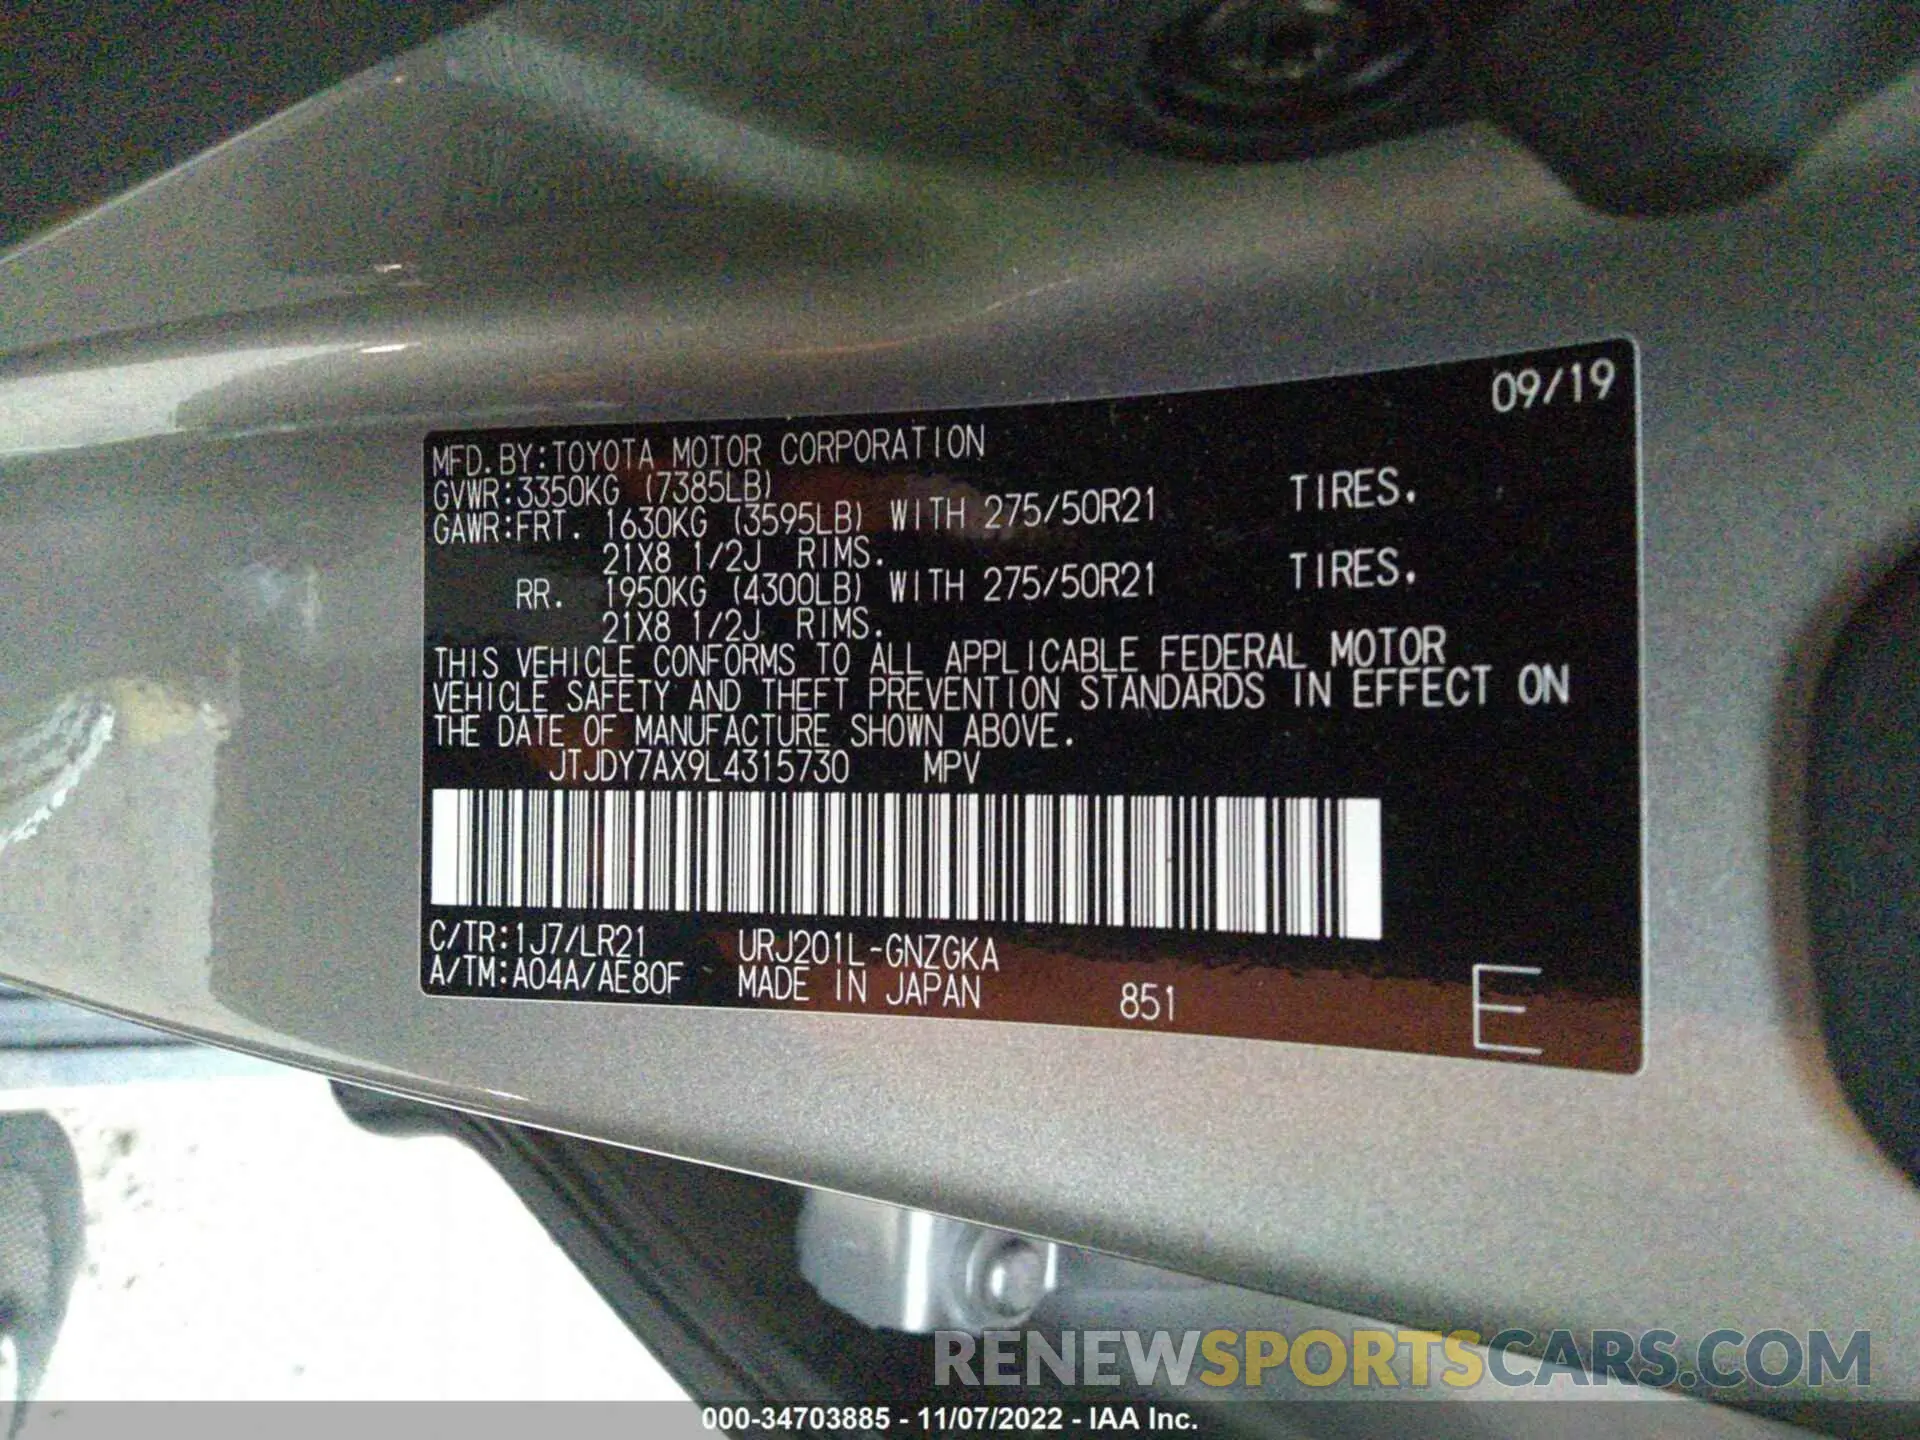 09/19
MFD.BY:TOYOTA MOTOR CORPORATION
GVWR:3350KG (7385LB)
GAWR:FRT. 1630KG (3595LB) WITH 275/50R21 TIRES.
21X8 1/2J RIMS.
RR. 1950KG (4300LB) WITH 275/50R21 TIRES.
21X8 1/2J RIMS.
THIS VEHICLE CONFORMS TO ALL APPLICABLE FEDERAL MOTOR
VEHICLE SAFETY AND THEFT PREVENTION STANDARDS IN EFFECT ON
THE DATE OF MANUFACTURE SHOWN ABOVE.
JTJDY7AX9L4315730 MPV
C/TR:1J7/LR21 URJ201L-GNZGKA
A/TM:A04A/AE80F MADE IN JAPAN 851 E
RENEWSPORTSCARS.COM
000-34703885 - 11/07/2022 - IAA Inc.